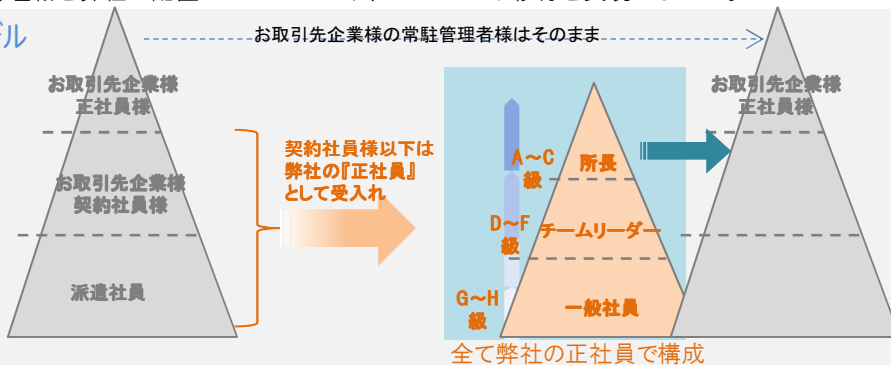 デル
お取引先企業様の常駐管理者様はそのまま
お取引先企業様
正社員様
お取引先企業様
契約社員様
派遣社員
契約社員様以下は
弊社の『正社員』
として受入れ
A～C
級
所長
D～F
級
チームリーダー
G～H
級
一般社員
お取引先企業様
正社員様
全て弊社の正社員で構成